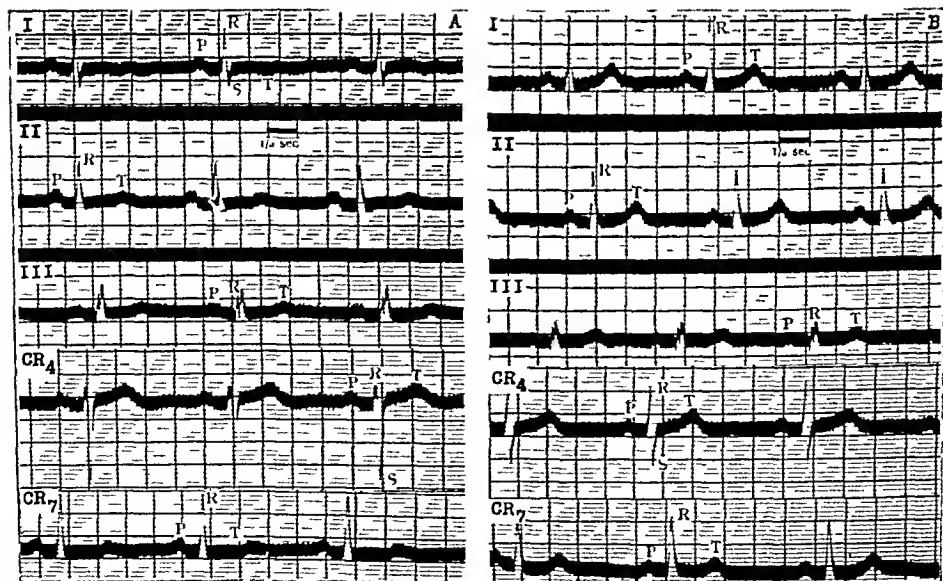 I P R A
S T
II 1/5 sec
R
P T
III P R T
CR4 P R T
S
CR7 P R T
I P R T B
II 1/5 sec
P R T
III P R T
CR4 P R T
S
CR7 P R T